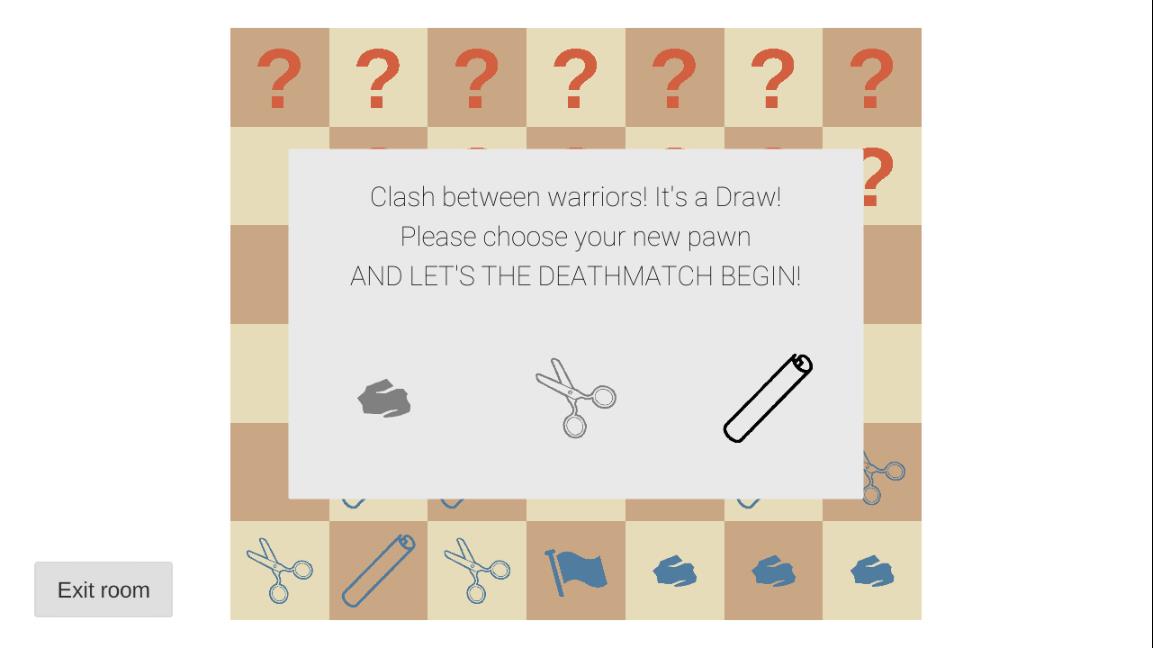 ? ? ? ? ? ? ?
?
Clash between warriors! It's a Draw!
Please choose your new pawn
AND LET'S THE DEATHMATCH BEGIN!
Exit room